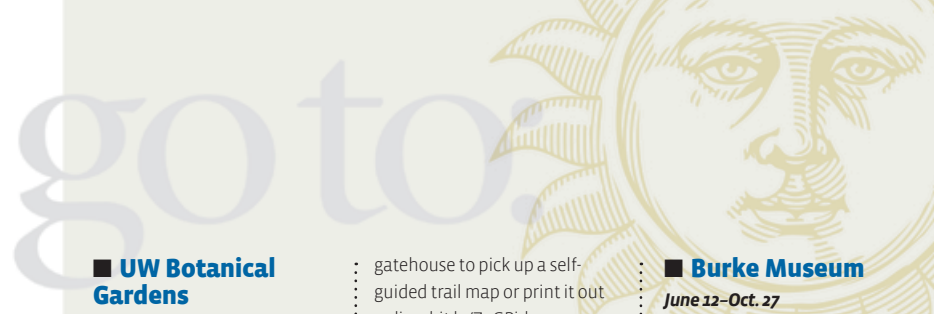 go to:
■ UW Botanical
Gardens
gatehouse to pick up a self-
guided trail map or print it out
■ Burke Museum
June 12–Oct. 27